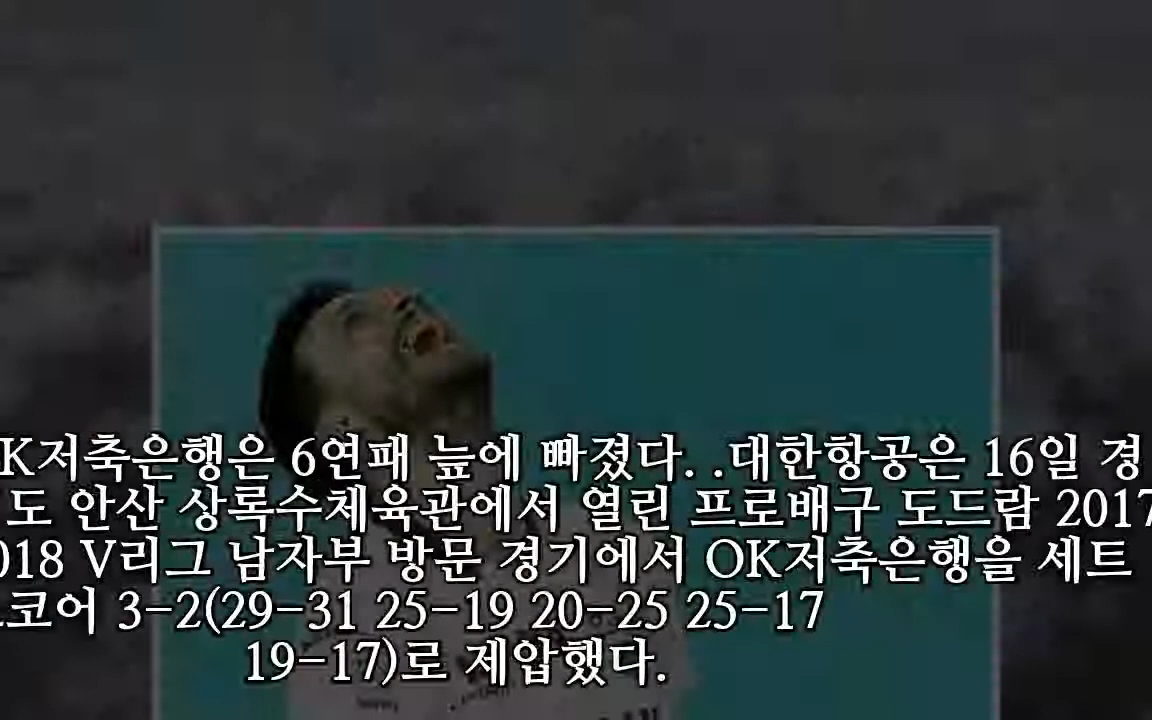 K저축은행은 6연패 늪에 빠졌다. .대한항공은 16일 경
도 안산 상록수체육관에서 열린 프로배구 도드람 2017
018 V리그 남자부 방문 경기에서 OK저축은행을 세트
코어 3-2(29-31 25-19 20-25 25-17
19-17)로 제압했다.